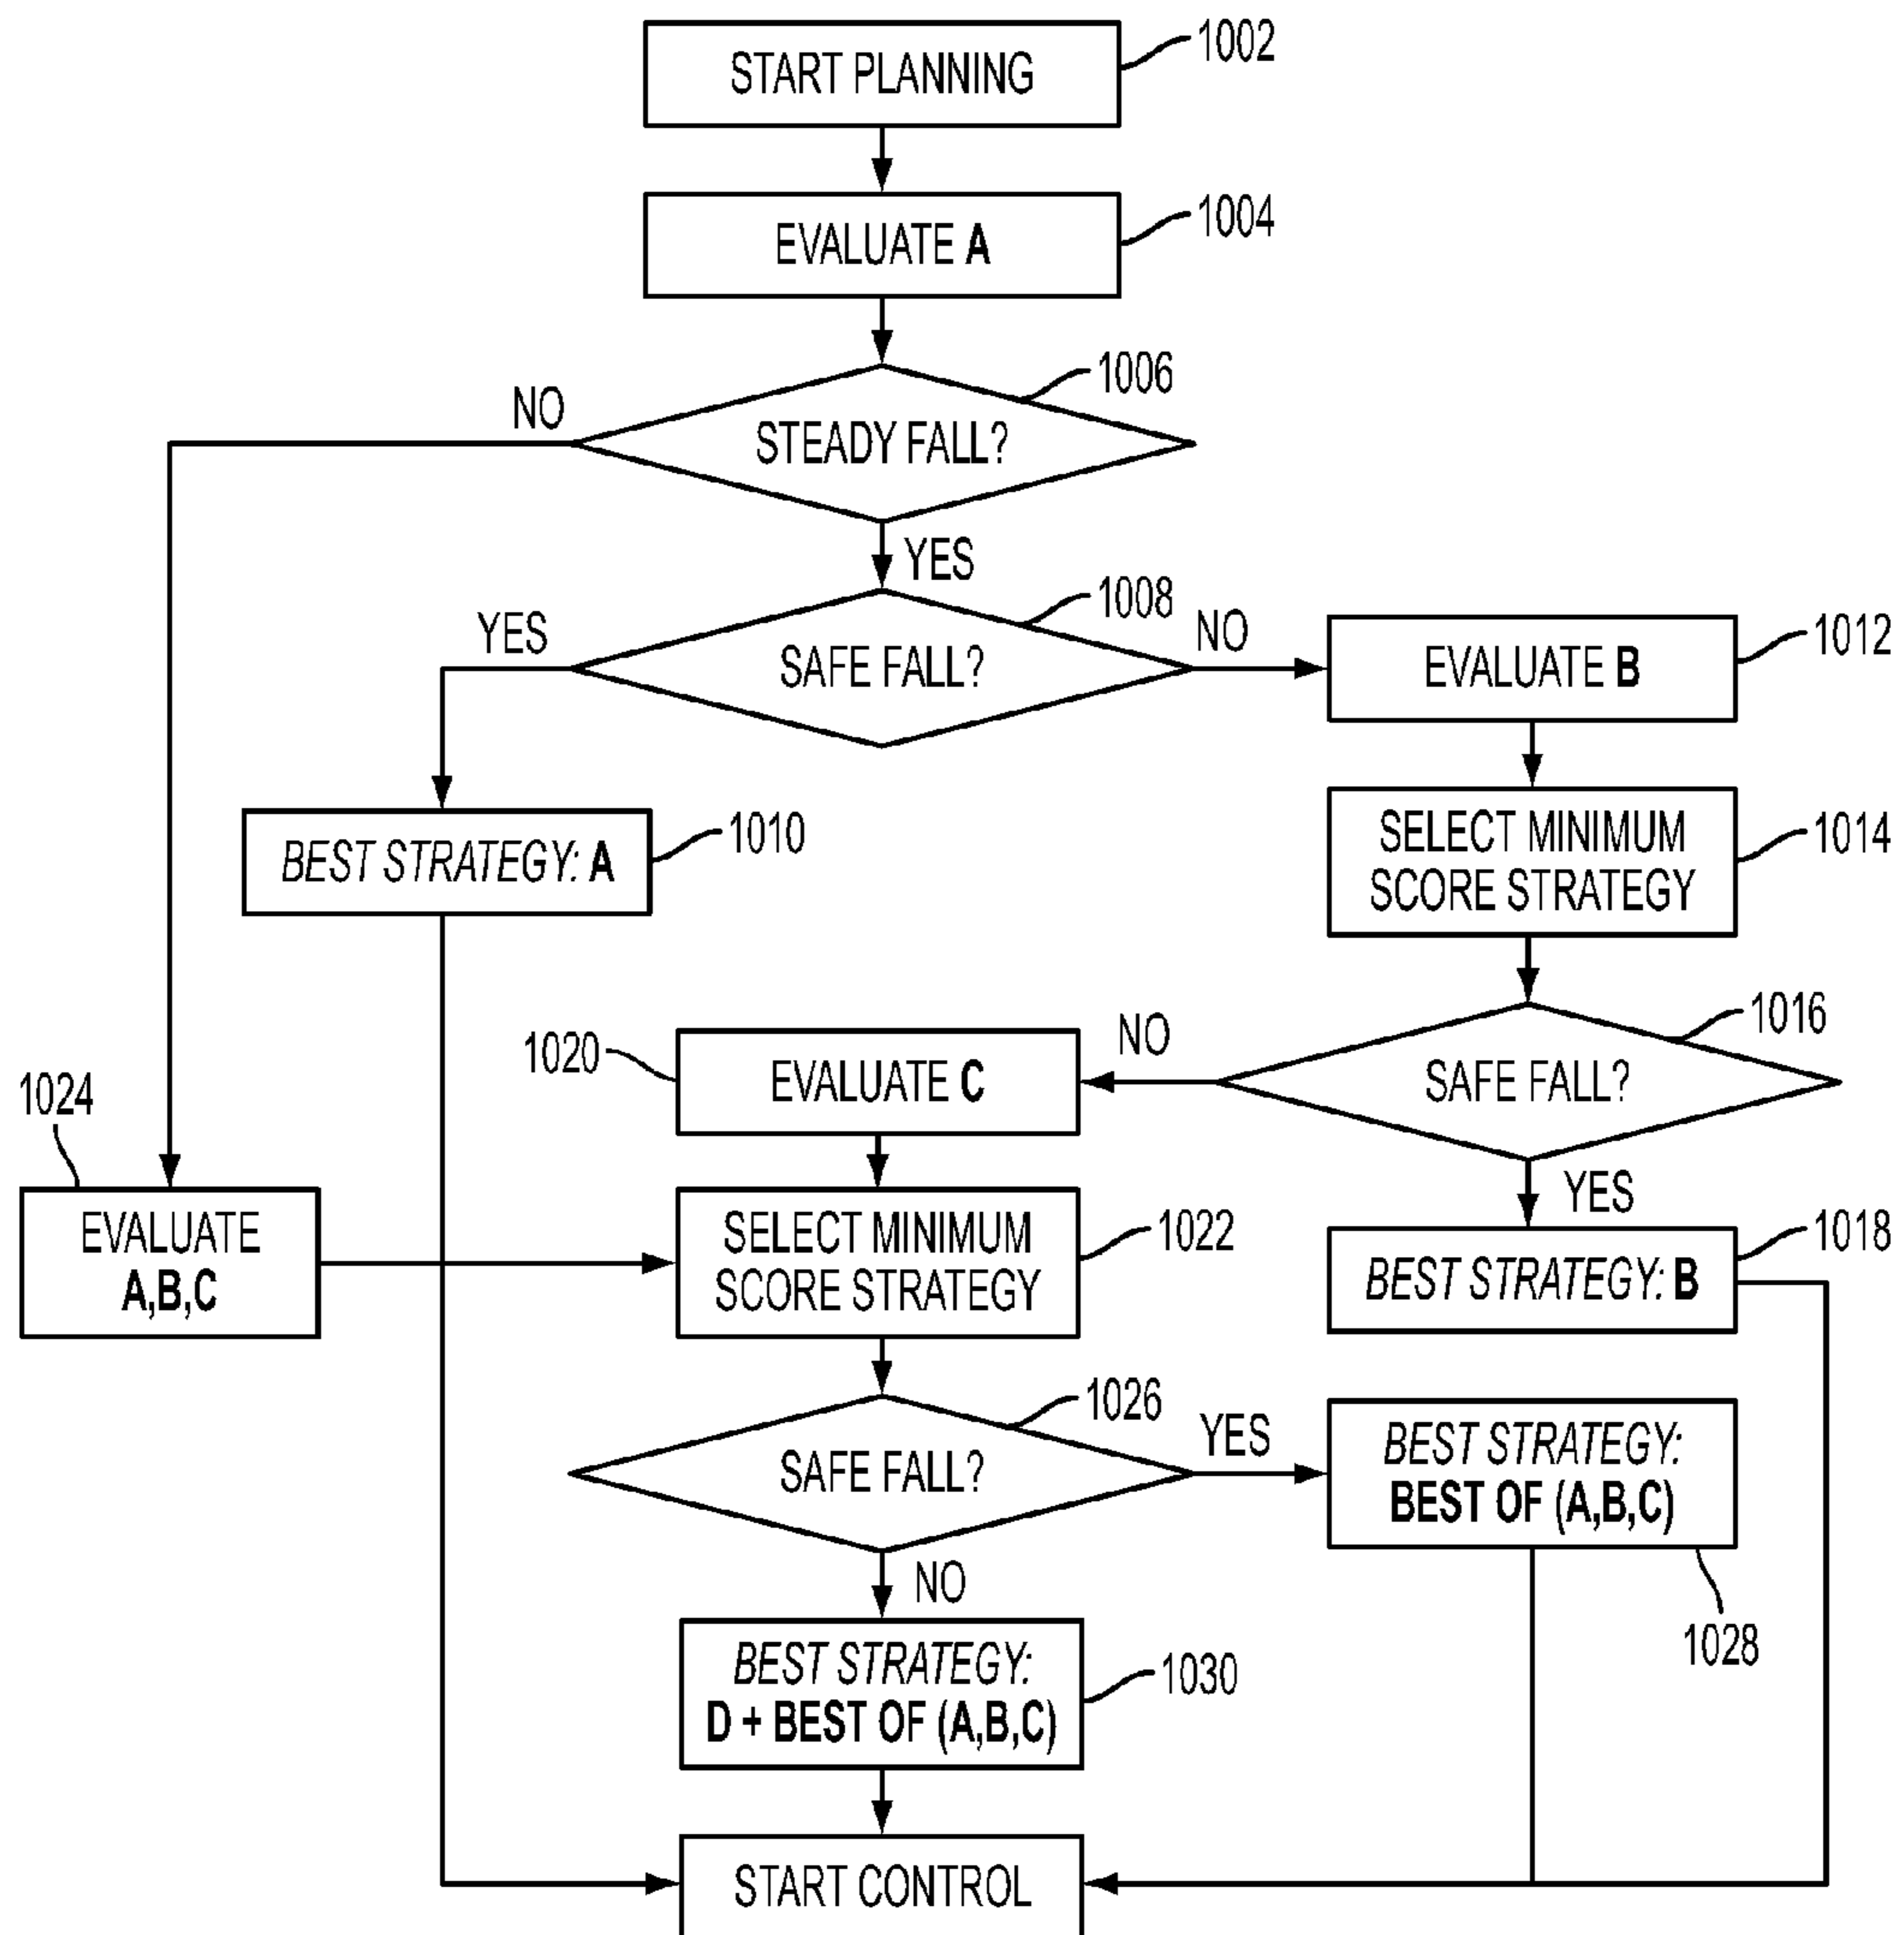 START PLANNING
1002
EVALUATE A
1004
1006
NO
STEADY FALL?
YES
1008
YES
SAFE FALL?
NO
EVALUATE B
1012
BEST STRATEGY: A
1010
SELECT MINIMUM
SCORE STRATEGY
1014
1016
1020
EVALUATE C
NO
SAFE FALL?
1024
YES
EVALUATE
A,B,C
SELECT MINIMUM
SCORE STRATEGY
1022
BEST STRATEGY: B
1018
1026
SAFE FALL?
YES
BEST STRATEGY:
BEST OF (A,B,C)
1028
NO
BEST STRATEGY:
D + BEST OF (A,B,C)
1030
START CONTROL